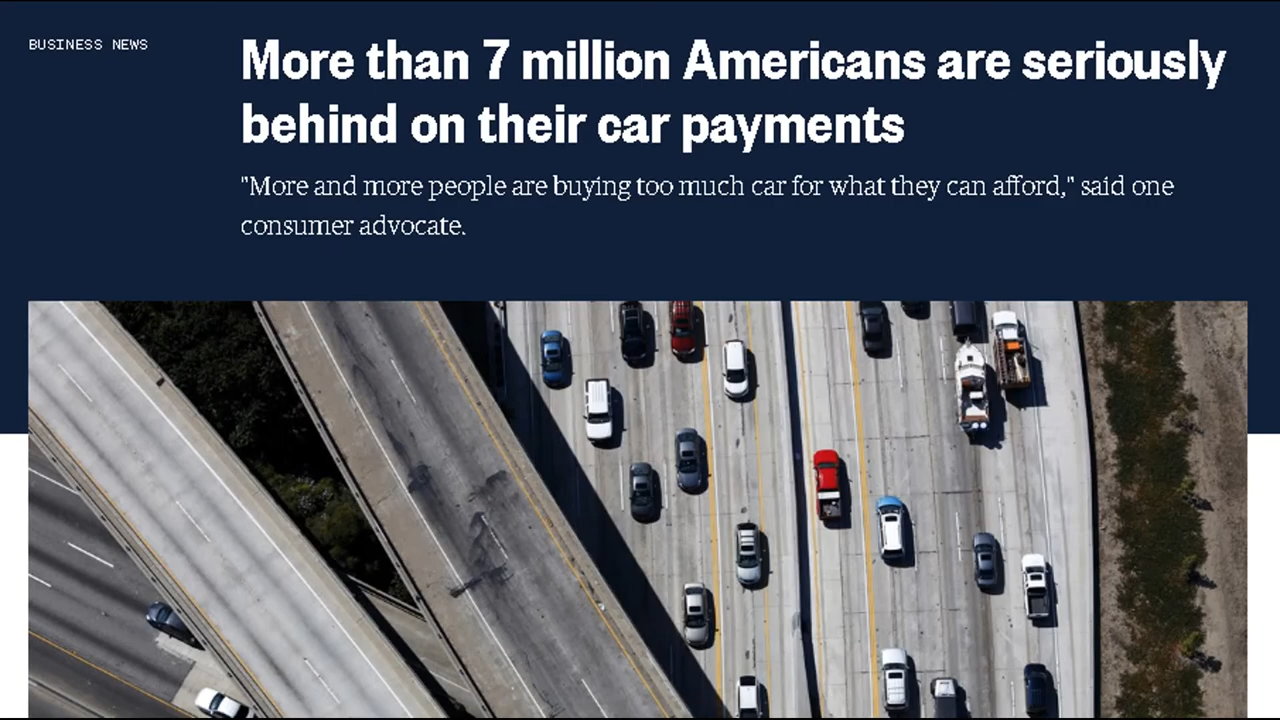 BUSINESS NEWS
More than 7 million Americans are seriously
behind on their car payments
"More and more people are buying too much car for what they can afford," said one
consumer advocate.